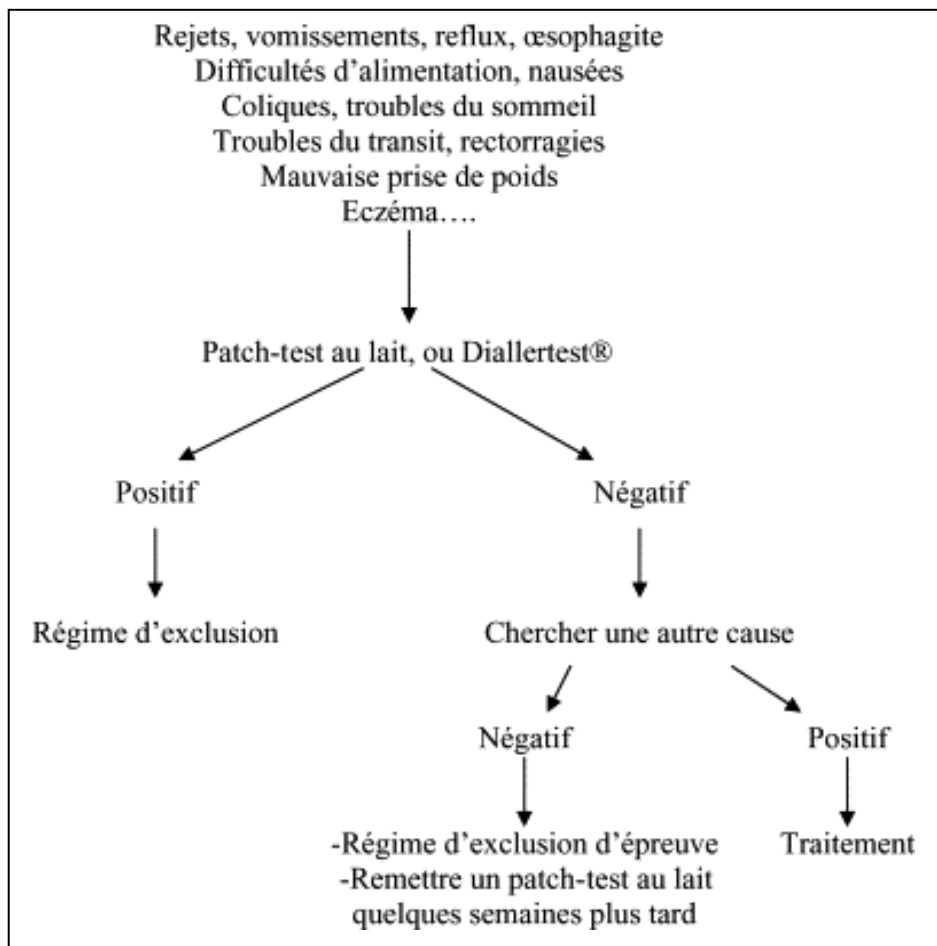 Rejets, vomissements, reflux, œsophagite
Difficultés d’alimentation, nausées
Coliques, troubles du sommeil
Troubles du transit, rectorragies
Mauvaise prise de poids
Eczéma….
Patch-test au lait, ou Diallertest®
Positif
Négatif
Régime d’exclusion
Chercher une autre cause
Négatif
Positif
-Régime d’exclusion d’épreuve
-Remettre un patch-test au lait
quelques semaines plus tard
Traitement